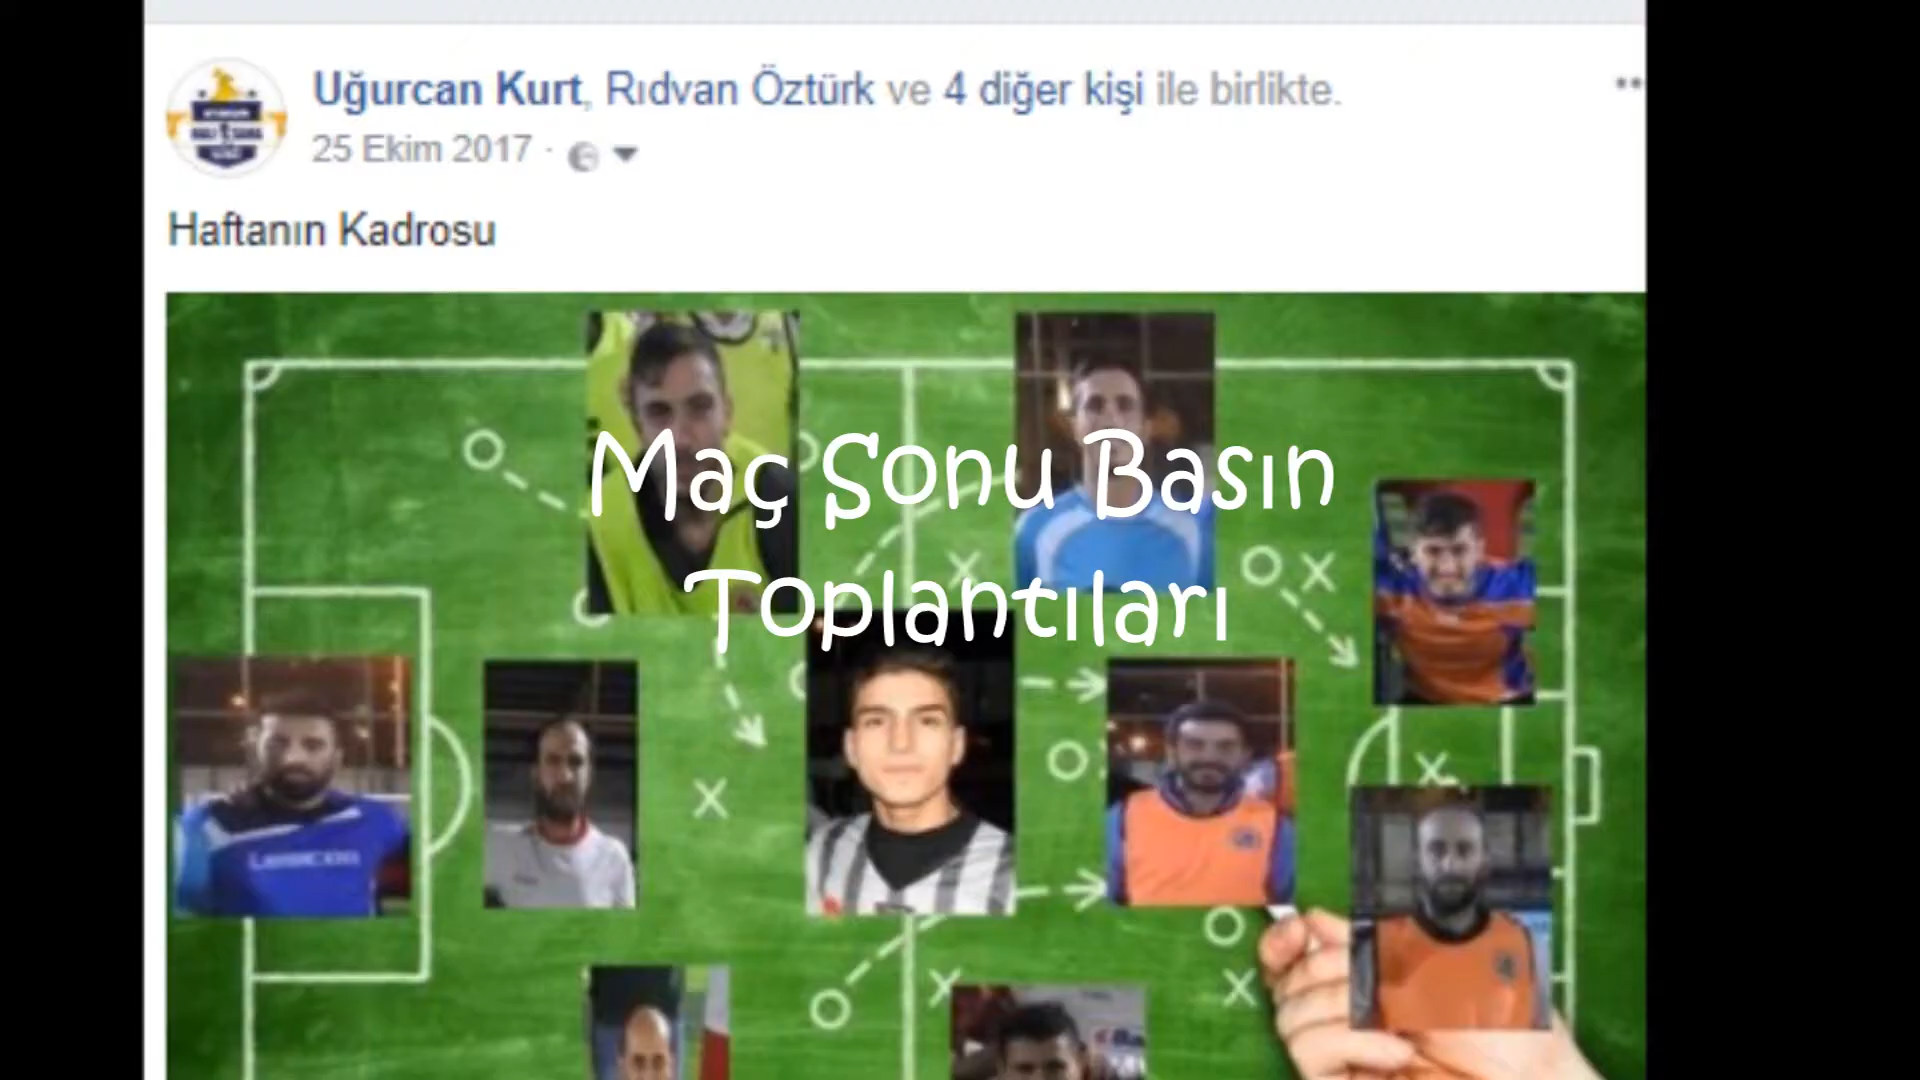 Uğurcan Kurt, Rıdvan Öztürk ve 4 diğer kişi ile birlikte.
25 Ekim 2017 ·
Haftanın Kadrosu
Maç Sonu Basın
Toplantıları